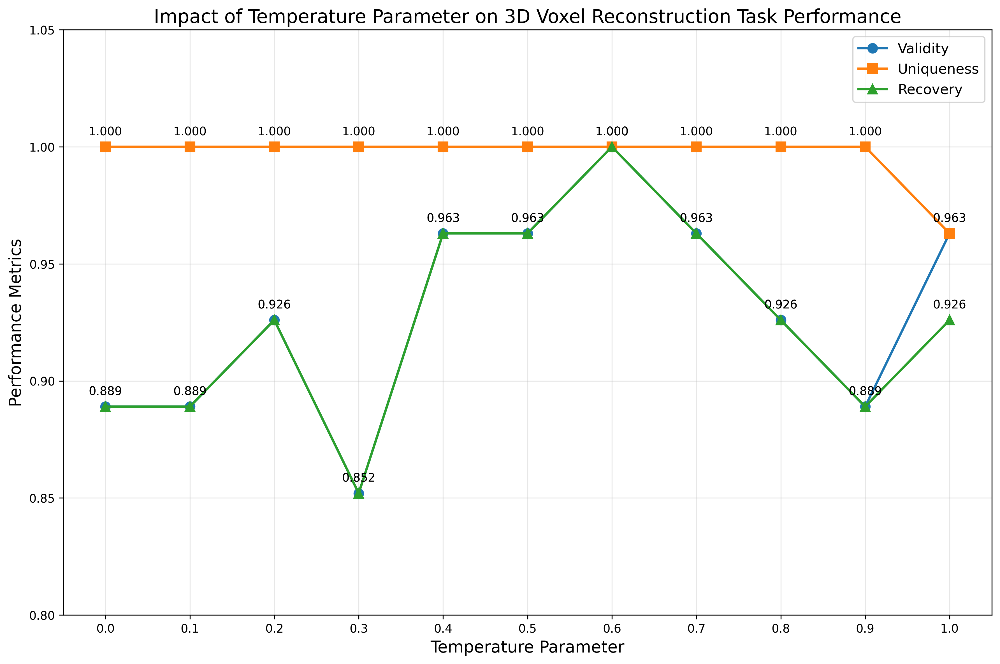 Impact of Temperature Parameter on 3D Voxel Reconstruction Task Performance
1.05
Validity
Uniqueness
Recovery
1.000 1.000 1.000 1.000 1.000 1.000 1.000 1.000 1.000 1.000
1.00
0.963 0.963 0.963 0.963
0.95
0.926 0.926 0.926
0.90
0.889 0.889 0.889
0.852
0.85
0.80
Performance Metrics
0.0 0.1 0.2 0.3 0.4 0.5 0.6 0.7 0.8 0.9 1.0
Temperature Parameter